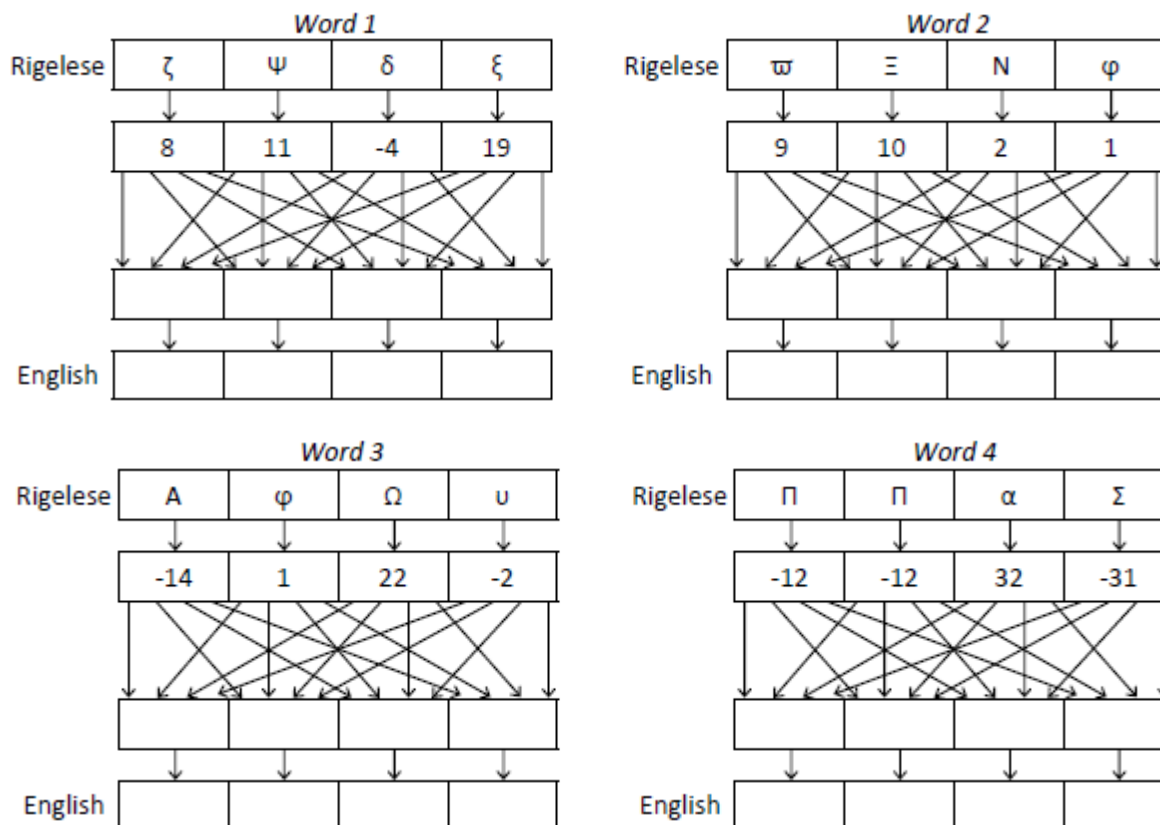 Word 1
Rigelese ζ Ψ δ ξ
8 11 -4 19
English
Word 2
Rigelese ϖ Ξ Ν φ
9 10 2 1
English
Word 3
Rigelese Α φ Ω υ
-14 1 22 -2
English
Word 4
Rigelese Π Π α Σ
-12 -12 32 -31
English